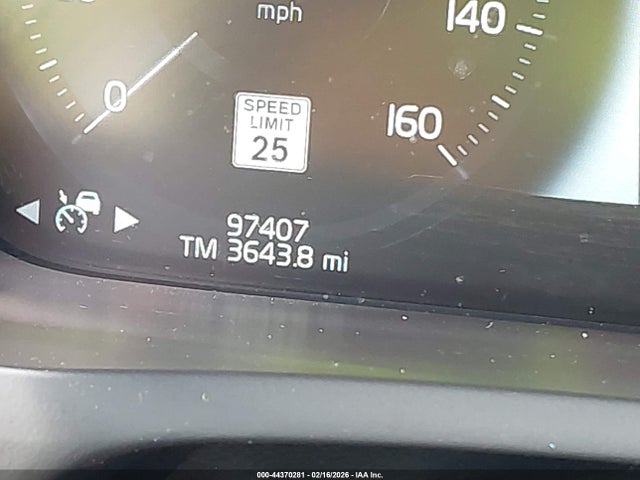 mph
140
0
SPEED
LIMIT
25
160
97407
TM 3643.8 mi
000-44370281 - 02/16/2026 - IAA Inc.